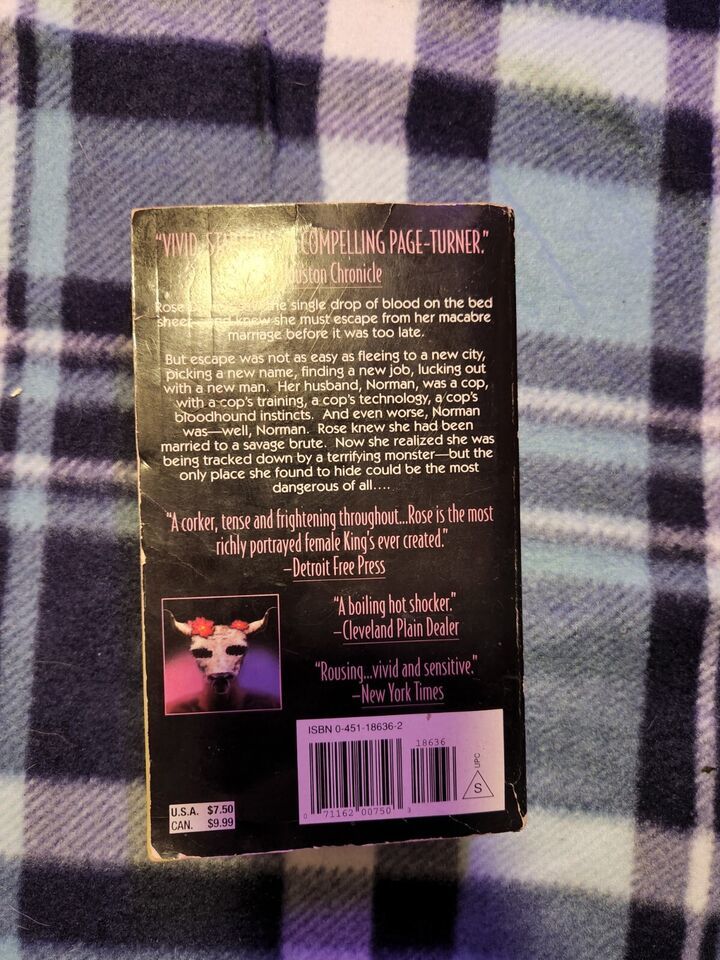 "VIVID, COMPELLING PAGE-TURNER."
Houston Chronicle
Rose single drop of blood on the bed
knew she must escape from her macabre
marriage before it was too late.
But escape was not as easy as fleeing to a new city,
picking a new name, finding a new job, lucking out
with a new man. Her husband, Norman, was a cop,
with a cop's training, a cop's technology, a cop's
bloodhound instincts. And even worse, Norman
was—well, Norman. Rose knew she had been
married to a savage brute. Now she realized she was
being tracked down by a terrifying monster—but the
only place she found to hide could be the most
dangerous of all....
"A corker, tense and frightening throughout...Rose is the most
richly portrayed female King's ever created."
—Detroit Free Press
"A boiling hot shocker."
—Cleveland Plain Dealer
"Rousing...vivid and sensitive."
—New York Times
ISBN 0-451-18636-2
18636
0 71162 00750 3
UPC
S
U.S.A. $7.50
CAN. $9.99